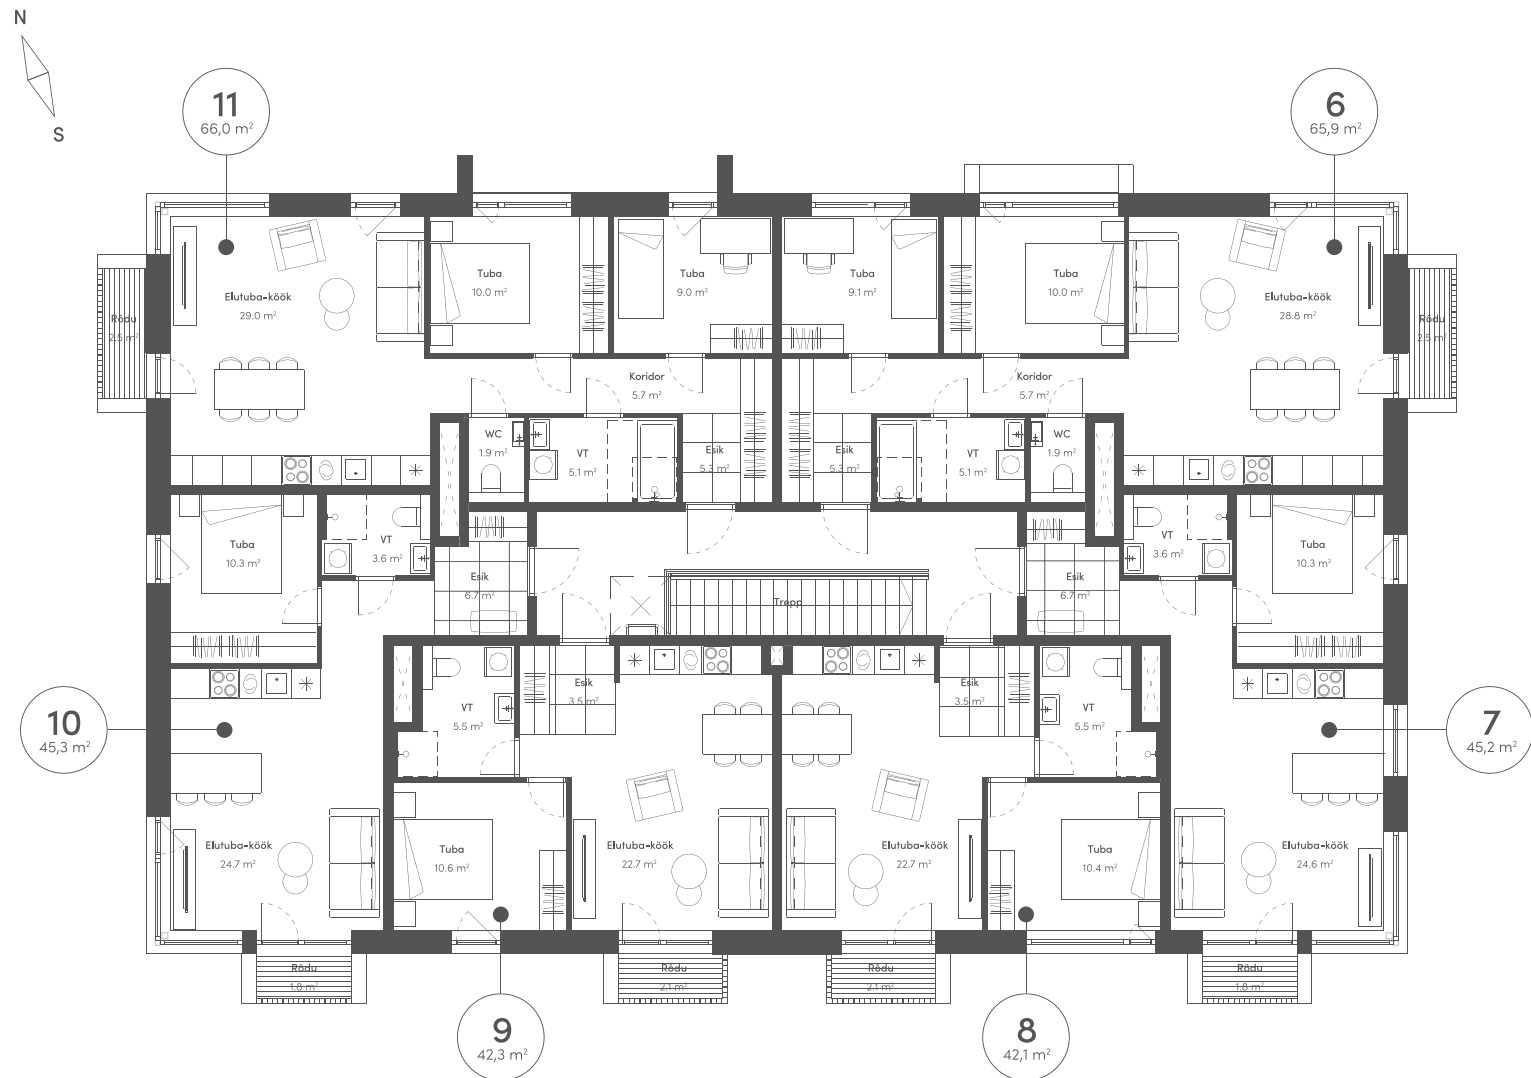 N
S
11
66,0 m²
6
65,9 m²
Tuba
10.0 m²
Tuba
9.0 m²
Tuba
9.1 m²
Tuba
10.0 m²
Elutuba-köök
29.0 m²
Elutuba-köök
28.8 m²
Rõdu
2.5 m²
Rõdu
2.5 m²
Koridor
5.7 m²
Koridor
5.7 m²
WC
1.9 m²
VT
5.1 m²
Esik
5.3 m²
Esik
5.3 m²
VT
5.1 m²
WC
1.9 m²
Tuba
10.3 m²
VT
3.6 m²
Esik
6.7 m²
Trepp
Esik
6.7 m²
VT
3.6 m²
Tuba
10.3 m²
10
45,3 m²
VT
5.5 m²
Esik
3.5 m²
Esik
3.5 m²
VT
5.5 m²
7
45,2 m²
Elutuba-köök
24.7 m²
Tuba
10.6 m²
Elutuba-köök
22.7 m²
Elutuba-köök
22.7 m²
Tuba
10.4 m²
Elutuba-köök
24.6 m²
Rõdu
1.8 m²
Rõdu
2.1 m²
Rõdu
2.1 m²
Rõdu
1.8 m²
9
42,3 m²
8
42,1 m²